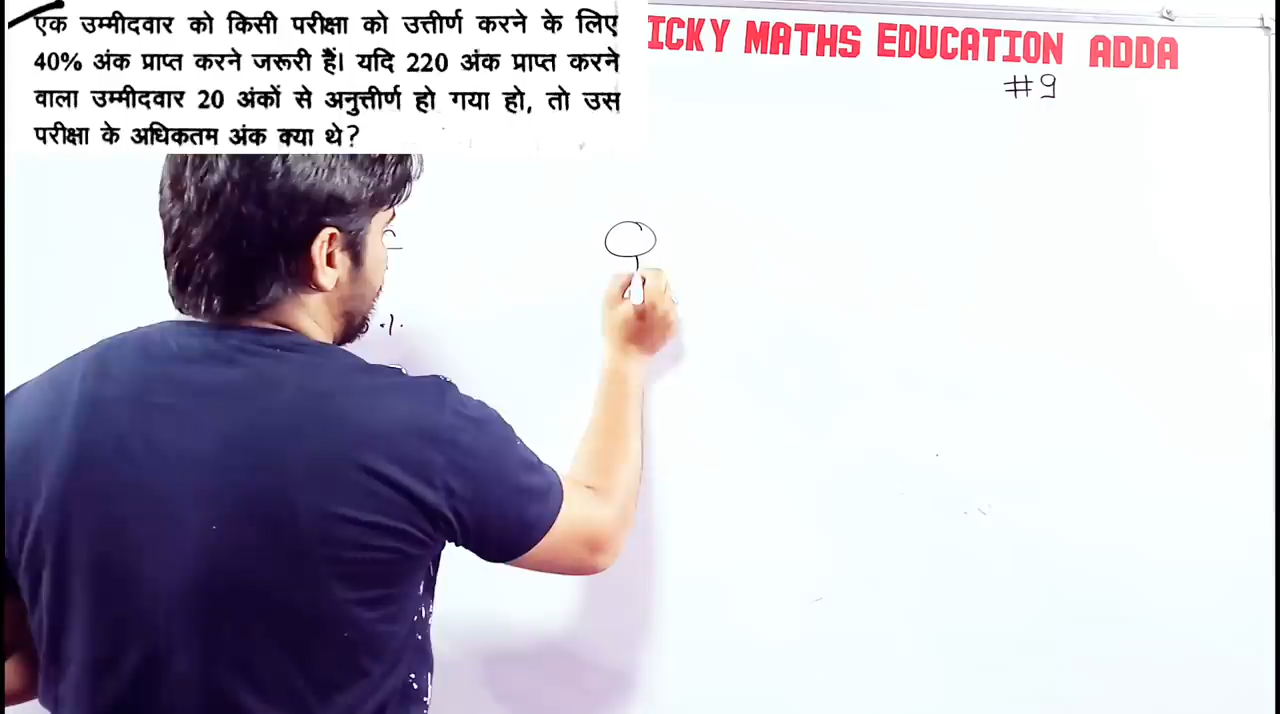 एक उम्मीदवार को किसी परीक्षा को उत्तीर्ण करने के लिए
40% अंक प्राप्त करने जरूरी हैं। यदि 220 अंक प्राप्त करने
वाला उम्मीदवार 20 अंकों से अनुत्तीर्ण हो गया हो, तो उस
परीक्षा के अधिकतम अंक क्या थे?
ICKY MATHS EDUCATION ADDA
#9